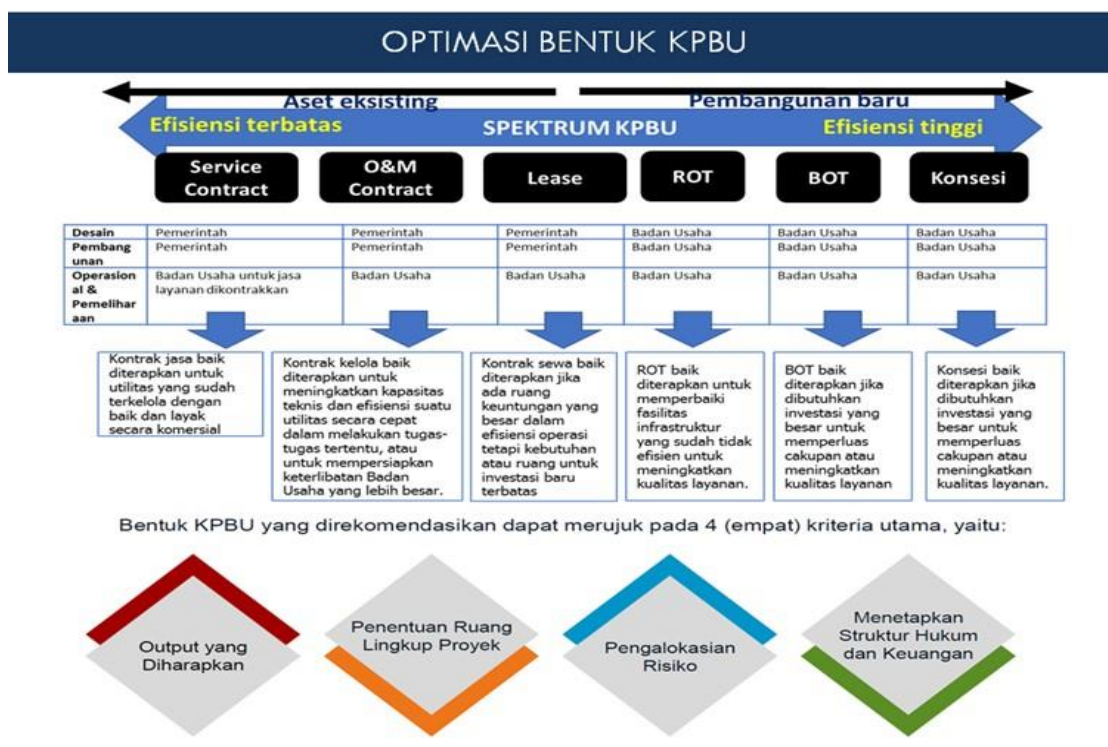 OPTIMASI BENTUK KPBU
Aset eksisting
Pembangunan baru
Efisiensi terbatas
SPEKTRUM KPBU
Efisiensi tinggi
Service
Contract
O&M
Contract
Lease
ROT
BOT
Konsesi
Desain Pemerintah Pemerintah Pemerintah Badan Usaha Badan Usaha Badan Usaha
Pembang Pemerintah Pemerintah Pemerintah Badan Usaha Badan Usaha Badan Usaha
unan
Operasion Badan Usaha untuk jasa Badan Usaha Badan Usaha Badan Usaha Badan Usaha Badan Usaha
al & layanan dikontrakkan
Pemelihar
aan
Kontrak jasa baik
diterapkan untuk
utilitas yang sudah
terkelola dengan
baik dan layak
secara komersial
Kontrak kelola baik
diterapkan untuk
meningkatkan kapasitas
teknis dan efisiensi suatu
utilitas secara cepat
dalam melakukan tugas-
tugas tertentu, atau
untuk mempersiapkan
keterlibatan Badan
Usaha yang lebih besar.
Kontrak sewa baik
diterapkan jika
ada ruang
keuntungan yang
besar dalam
efisiensi operasi
tetapi kebutuhan
atau ruang untuk
investasi baru
terbatas
ROT baik
diterapkan untuk
memperbaiki
fasilitas
infrastruktur
yang sudah tidak
efisien untuk
meningkatkan
kualitas layanan.
BOT baik
diterapkan jika
dibutuhkan
investasi yang
besar untuk
memperluas
cakupan atau
meningkatkan
kualitas layanan
Konsesi baik
diterapkan jika
dibutuhkan
investasi yang
besar untuk
memperluas
cakupan atau
meningkatkan
kualitas layanan.
Bentuk KPBU yang direkomendasikan dapat merujuk pada 4 (empat) kriteria utama, yaitu:
Output yang
Diharapkan
Penentuan Ruang
Lingkup Proyek
Pengalokasian
Risiko
Menetapkan
Struktur Hukum
dan Keuangan